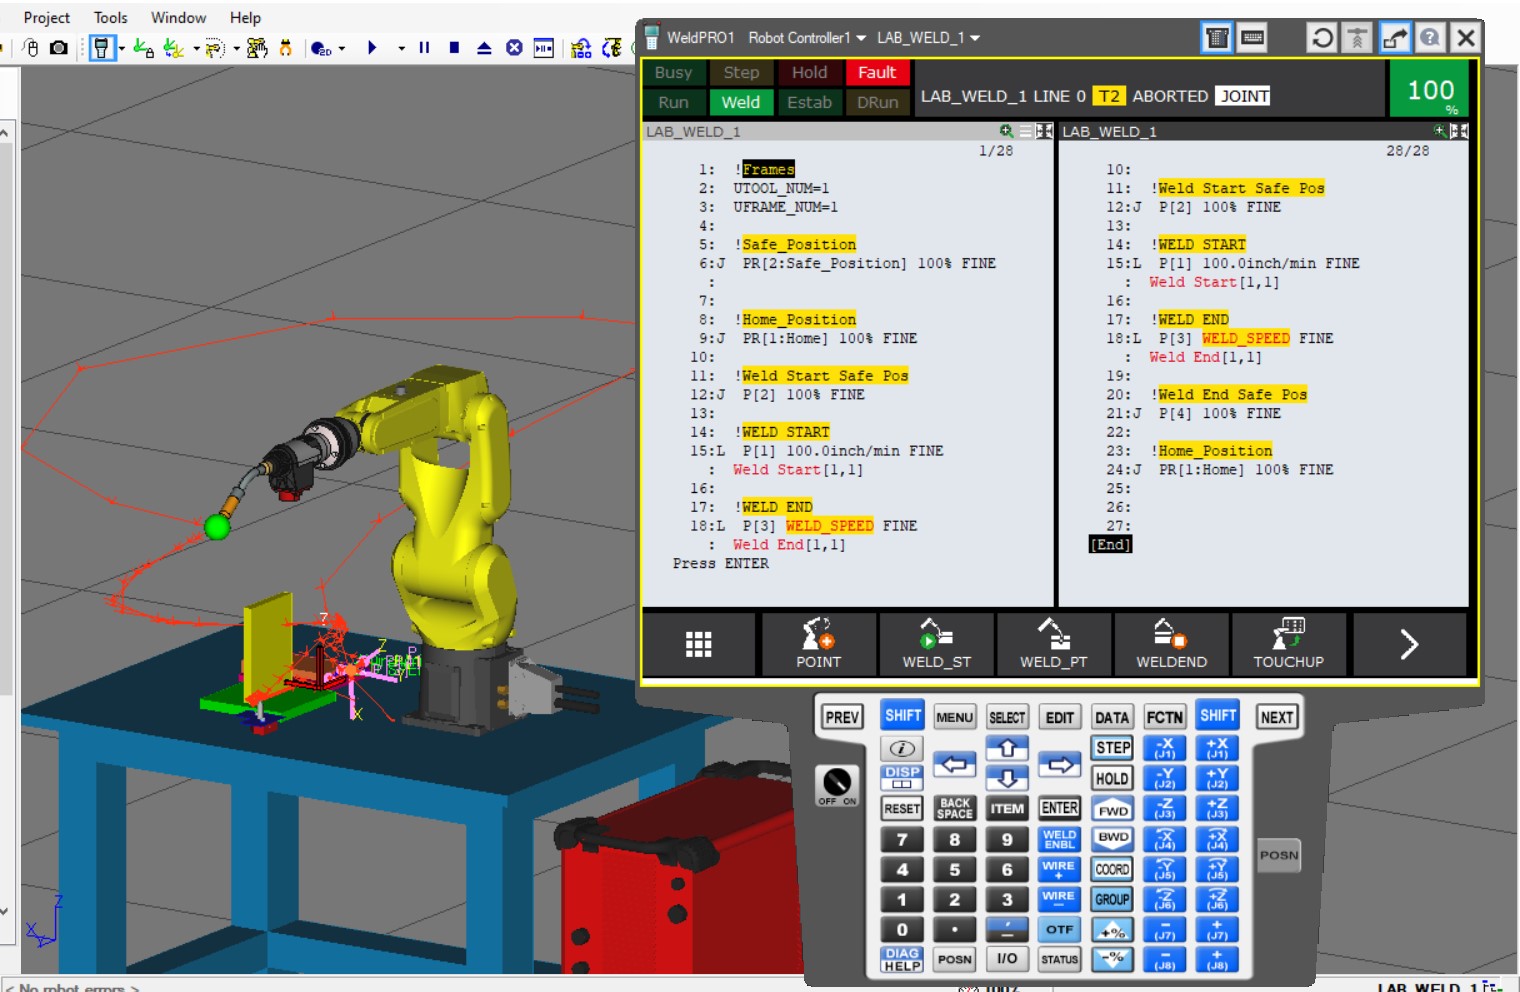 Project Tools Window Help
WeldPRO1 Robot Controller1 LAB_WELD_1
Busy Step Hold Fault
Run Weld Estab DRun
LAB_WELD_1 LINE 0 T2 ABORTED JOINT
100 %
LAB_WELD_1
1/28
1: !Frames
2: UTOOL_NUM=1
3: UFRAME_NUM=1
4:
5: !Safe_Position
6:J PR[2:Safe_Position] 100% FINE
:
7:
8: !Home_Position
9:J PR[1:Home] 100% FINE
10:
11: !Weld Start Safe Pos
12:J P[2] 100% FINE
13:
14: !WELD START
15:L P[1] 100.0inch/min FINE
: Weld Start[1,1]
16:
17: !WELD END
18:L P[3] WELD_SPEED FINE
: Weld End[1,1]
Press ENTER
LAB_WELD_1
28/28
10:
11: !Weld Start Safe Pos
12:J P[2] 100% FINE
13:
14: !WELD START
15:L P[1] 100.0inch/min FINE
: Weld Start[1,1]
16:
17: !WELD END
18:L P[3] WELD_SPEED FINE
: Weld End[1,1]
19:
20: !Weld End Safe Pos
21:J P[4] 100% FINE
22:
23: !Home_Position
24:J PR[1:Home] 100% FINE
25:
26:
27:
[End]
POINT WELD_ST WELD_PT WELDEND TOUCHUP
PREV SHIFT MENU SELECT EDIT DATA FCTN SHIFT NEXT
i STEP -X (J1) +X (J1)
DISP HOLD -Y (J2) +Y (J2)
OFF ON
RESET BACK SPACE ITEM ENTER FWD -Z (J3) +Z (J3)
7 8 9 WELD ENBL BWD -X (J4) +X (J4)
POSN
4 5 6 WIRE + COORD -Y (J5) +Y (J5)
1 2 3 WIRE – GROUP -Z (J6) +Z (J6)
0 . OTF +% – (J7) + (J7)
DIAG HELP POSN I/O STATUS -% – (J8) + (J8)
Z
Z
X
Z
X
< No robot errors >
100%
LAB_WELD_1